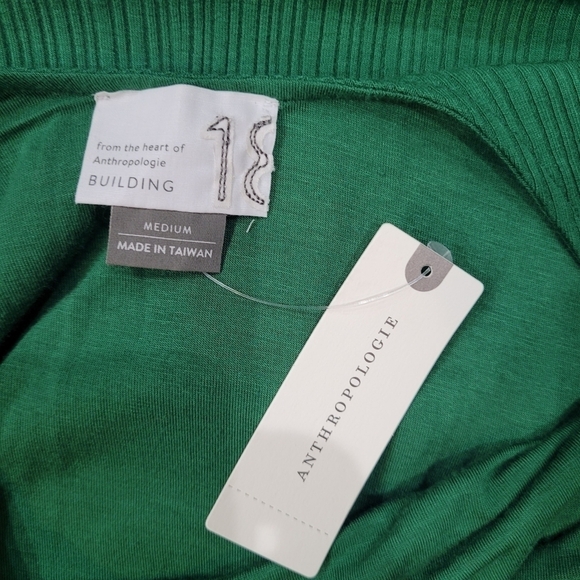 from the heart of
Anthropologie
BUILDING
18
MEDIUM
MADE IN TAIWAN
ANTHROPOLOGIE